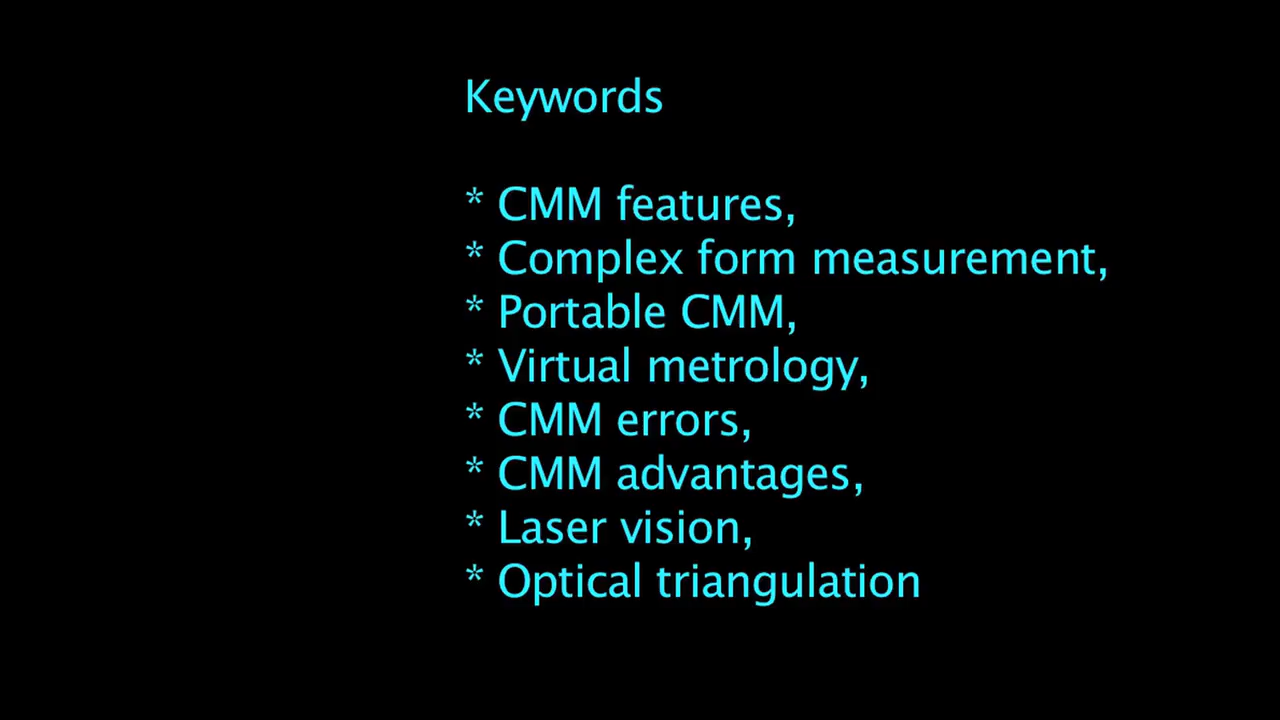 Keywords
* CMM features,
* Complex form measurement,
* Portable CMM,
* Virtual metrology,
* CMM errors,
* CMM advantages,
* Laser vision,
* Optical triangulation